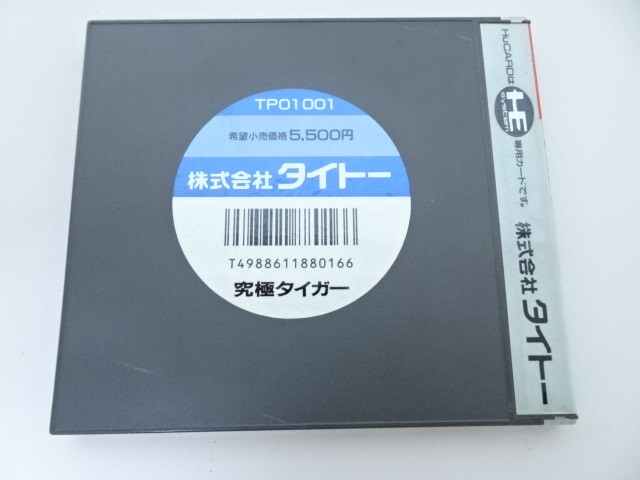 TP01001
希望小売価格5,500円
株式会社タイトー
T4988611880166
究極タイガー
HuCARDは
HE
SYSTEM
専用カードです。
株式会社タイトー